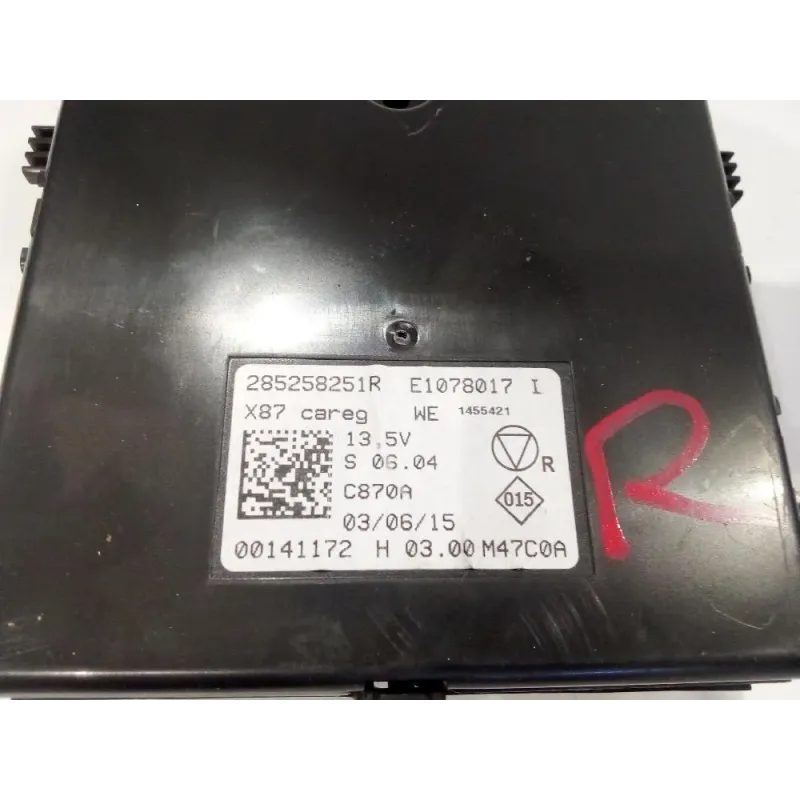 285258251R E1078017 I
X87 careg WE 1455421
13,5V
S 06.04
R
C870A
015
03/06/15
00141172 H 03.00 M47C0A
R